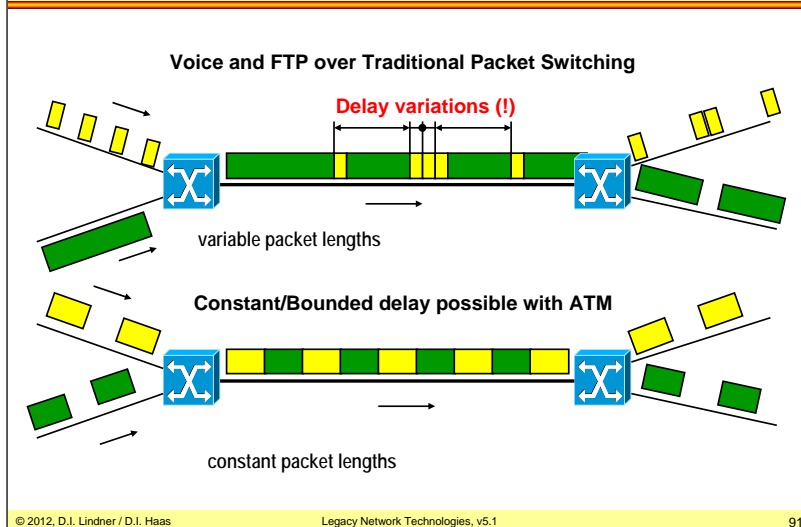 Voice and FTP over Traditional Packet Switching
Delay variations (!)
variable packet lengths
Constant/Bounded delay possible with ATM
constant packet lengths
© 2012, D.I. Lindner / D.I. Haas
Legacy Network Technologies, v5.1
91